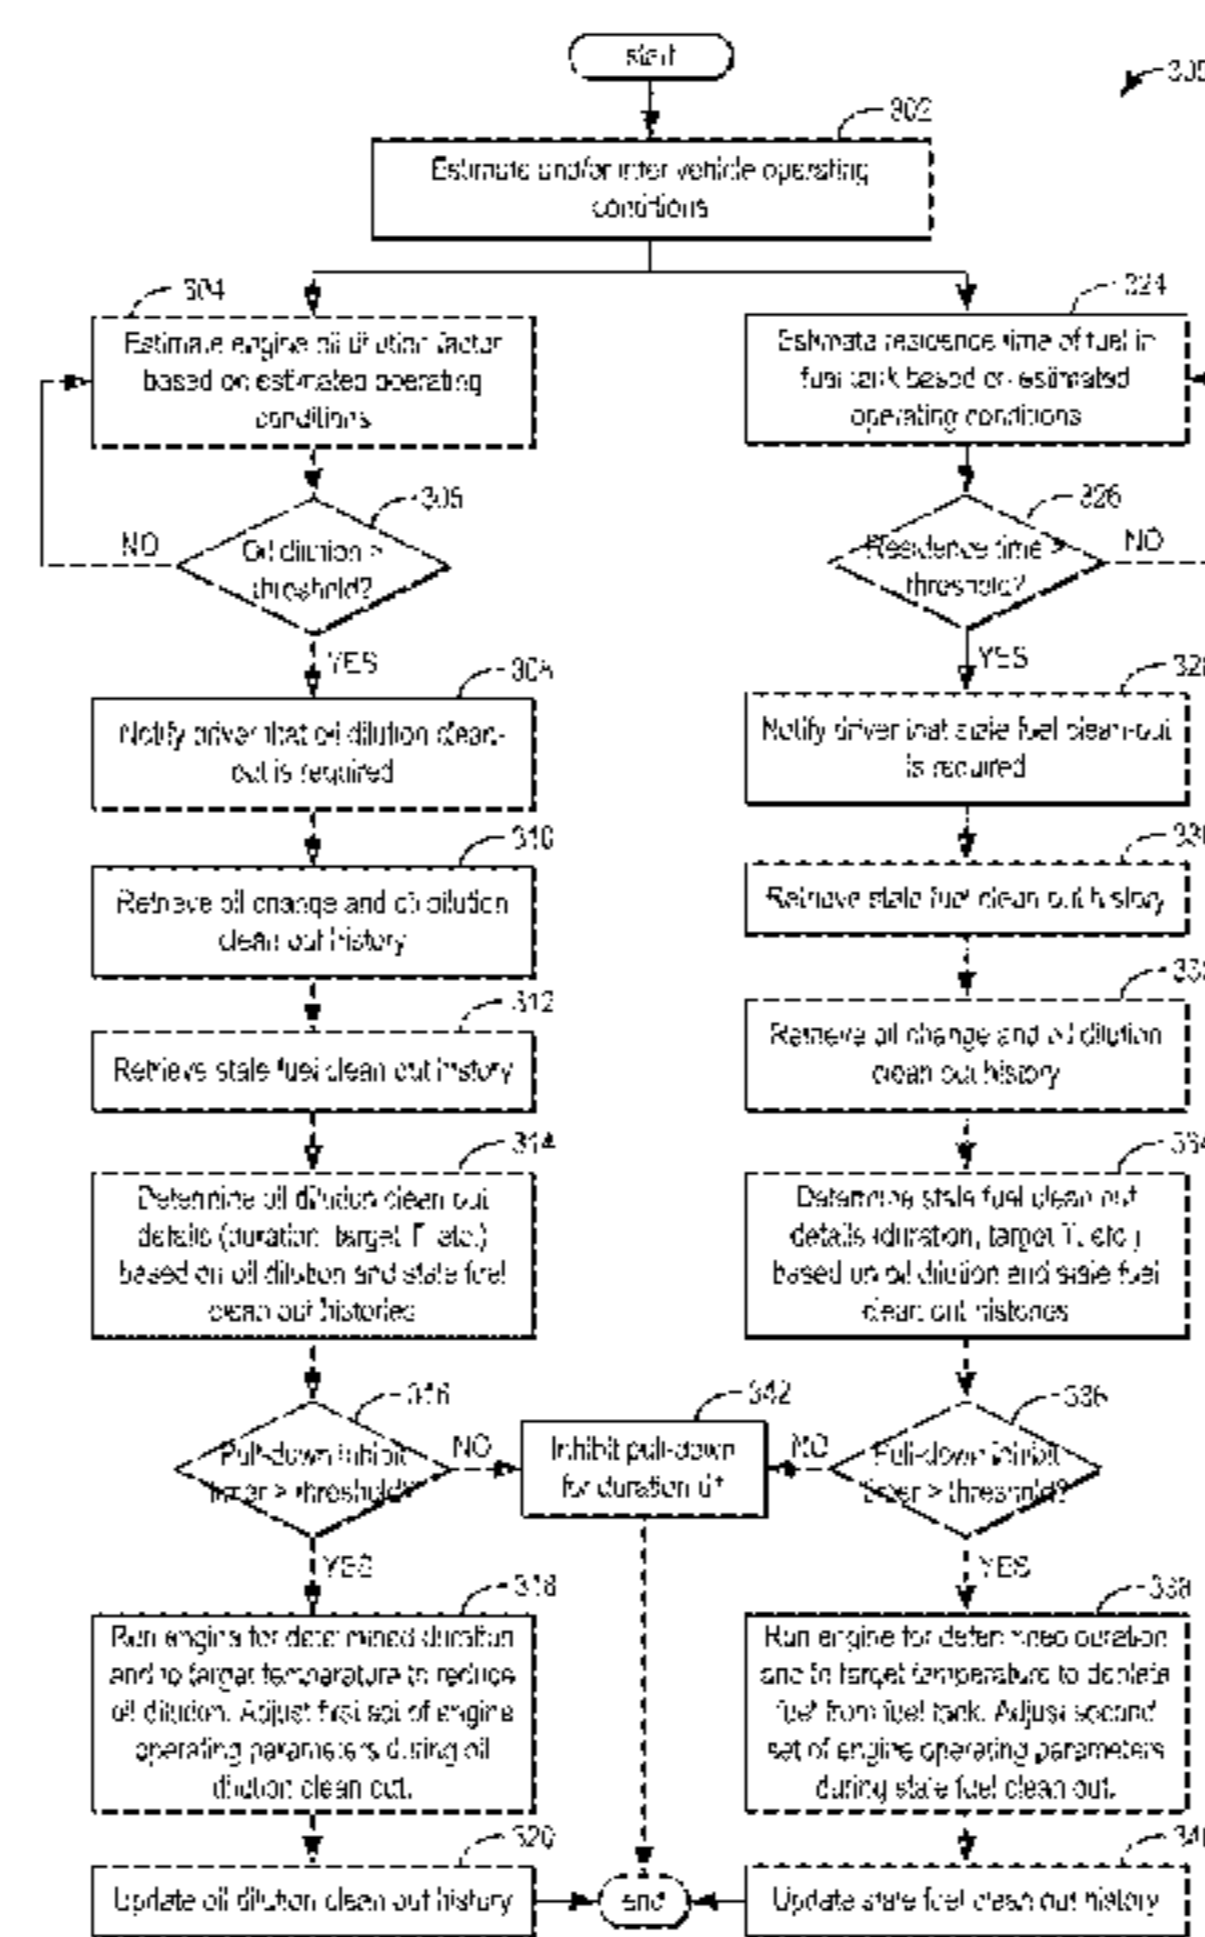 start
302
Estimate and/or infer vehicle operating
conditions
304
Estimate engine oil dilution factor
based on estimated operating
conditions
NO
Oil dilution >
threshold?
YES
Notify driver that oil dilution clean-
out is required
310
Retrieve oil change and oil dilution
clean out history
312
Retrieve stale fuel clean out history
314
Determine oil dilution clean out
details (duration, target T, etc.)
based on oil dilution and stale fuel
clean out histories
316
Pull-down inhibit
timer > threshold?
NO
YES
318
Run engine for determined duration
and to target temperature to reduce
oil dilution. Adjust first set of engine
operating parameters during oil
dilution clean out.
320
Update oil dilution clean out history
324
Estimate residence time of fuel in
fuel tank based on estimated
operating conditions
326
Residence time >
threshold?
NO
YES
Notify driver that stale fuel clean-out
is required
Retrieve stale fuel clean out history
Retrieve oil change and oil dilution
clean out history
Determine stale fuel clean out
details (duration, target T, etc.)
based on oil dilution and stale fuel
clean out histories
336
Pull-down inhibit
timer > threshold?
NO
YES
338
Run engine for determined duration
and to target temperature to deplete
fuel from fuel tank. Adjust second
set of engine operating parameters
during stale fuel clean out.
Update stale fuel clean out history
342
Inhibit pull-down
for duration
end